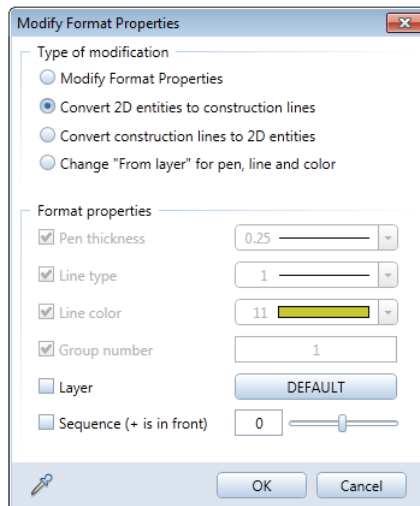 Modify Format Properties
Type of modification
Modify Format Properties
Convert 2D entities to construction lines
Convert construction lines to 2D entities
Change "From layer" for pen, line and color
Format properties
Pen thickness 0.25
Line type 1
Line color 11
Group number 1
Layer DEFAULT
Sequence (+ is in front) 0
OK Cancel